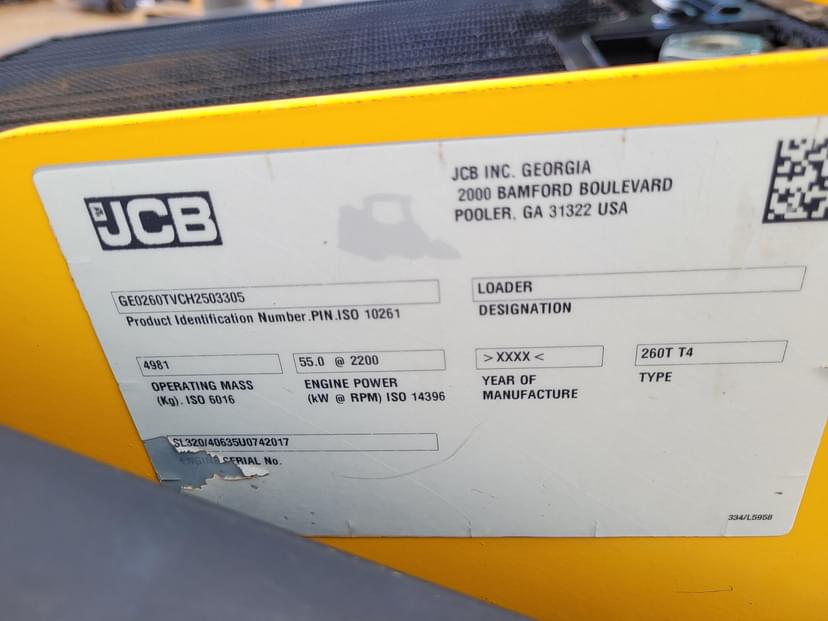 JCB
JCB INC. GEORGIA
2000 BAMFORD BOULEVARD
POOLER, GA 31322 USA
GE0260TVCH2503305
Product Identification Number.PIN.ISO 10261
LOADER
DESIGNATION
4981
OPERATING MASS
(Kg). ISO 6016
55.0 @ 2200
ENGINE POWER
(kW @ RPM) ISO 14396
>XXXX<
YEAR OF
MANUFACTURE
260T T4
TYPE
SL320/40635U0742017
ENGINE SERIAL No.
334/L5958